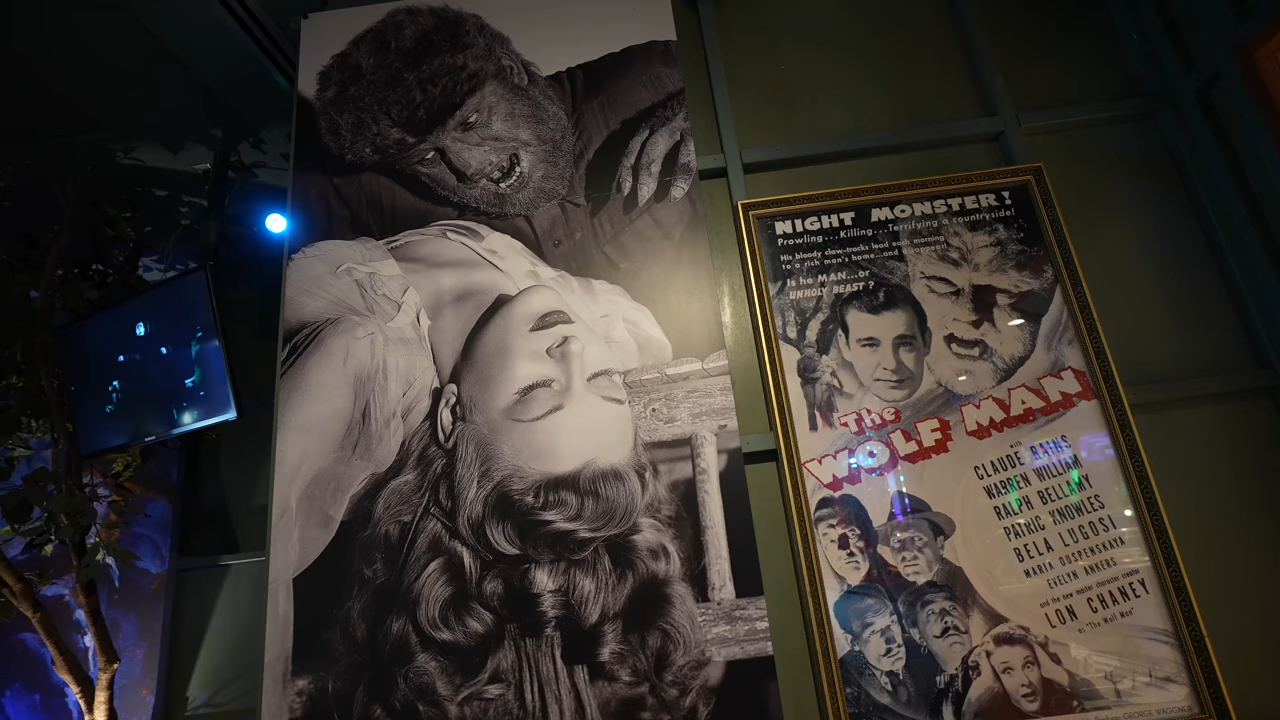 NIGHT MONSTER!
Prowling...Killing...Terrifying a countryside!
His bloody claw-tracks lead each morning
to a rich man's home...and disappear!
Is he MAN...or
UNHOLY BEAST?
The
WOLF MAN
with
CLAUDE RAINS
WARREN WILLIAM
RALPH BELLAMY
PATRIC KNOWLES
BELA LUGOSI
MARIA OUSPENSKAYA
EVELYN ANKERS
and the new master character creator
LON CHANEY
as "The Wolf Man"
GEORGE WAGGNER